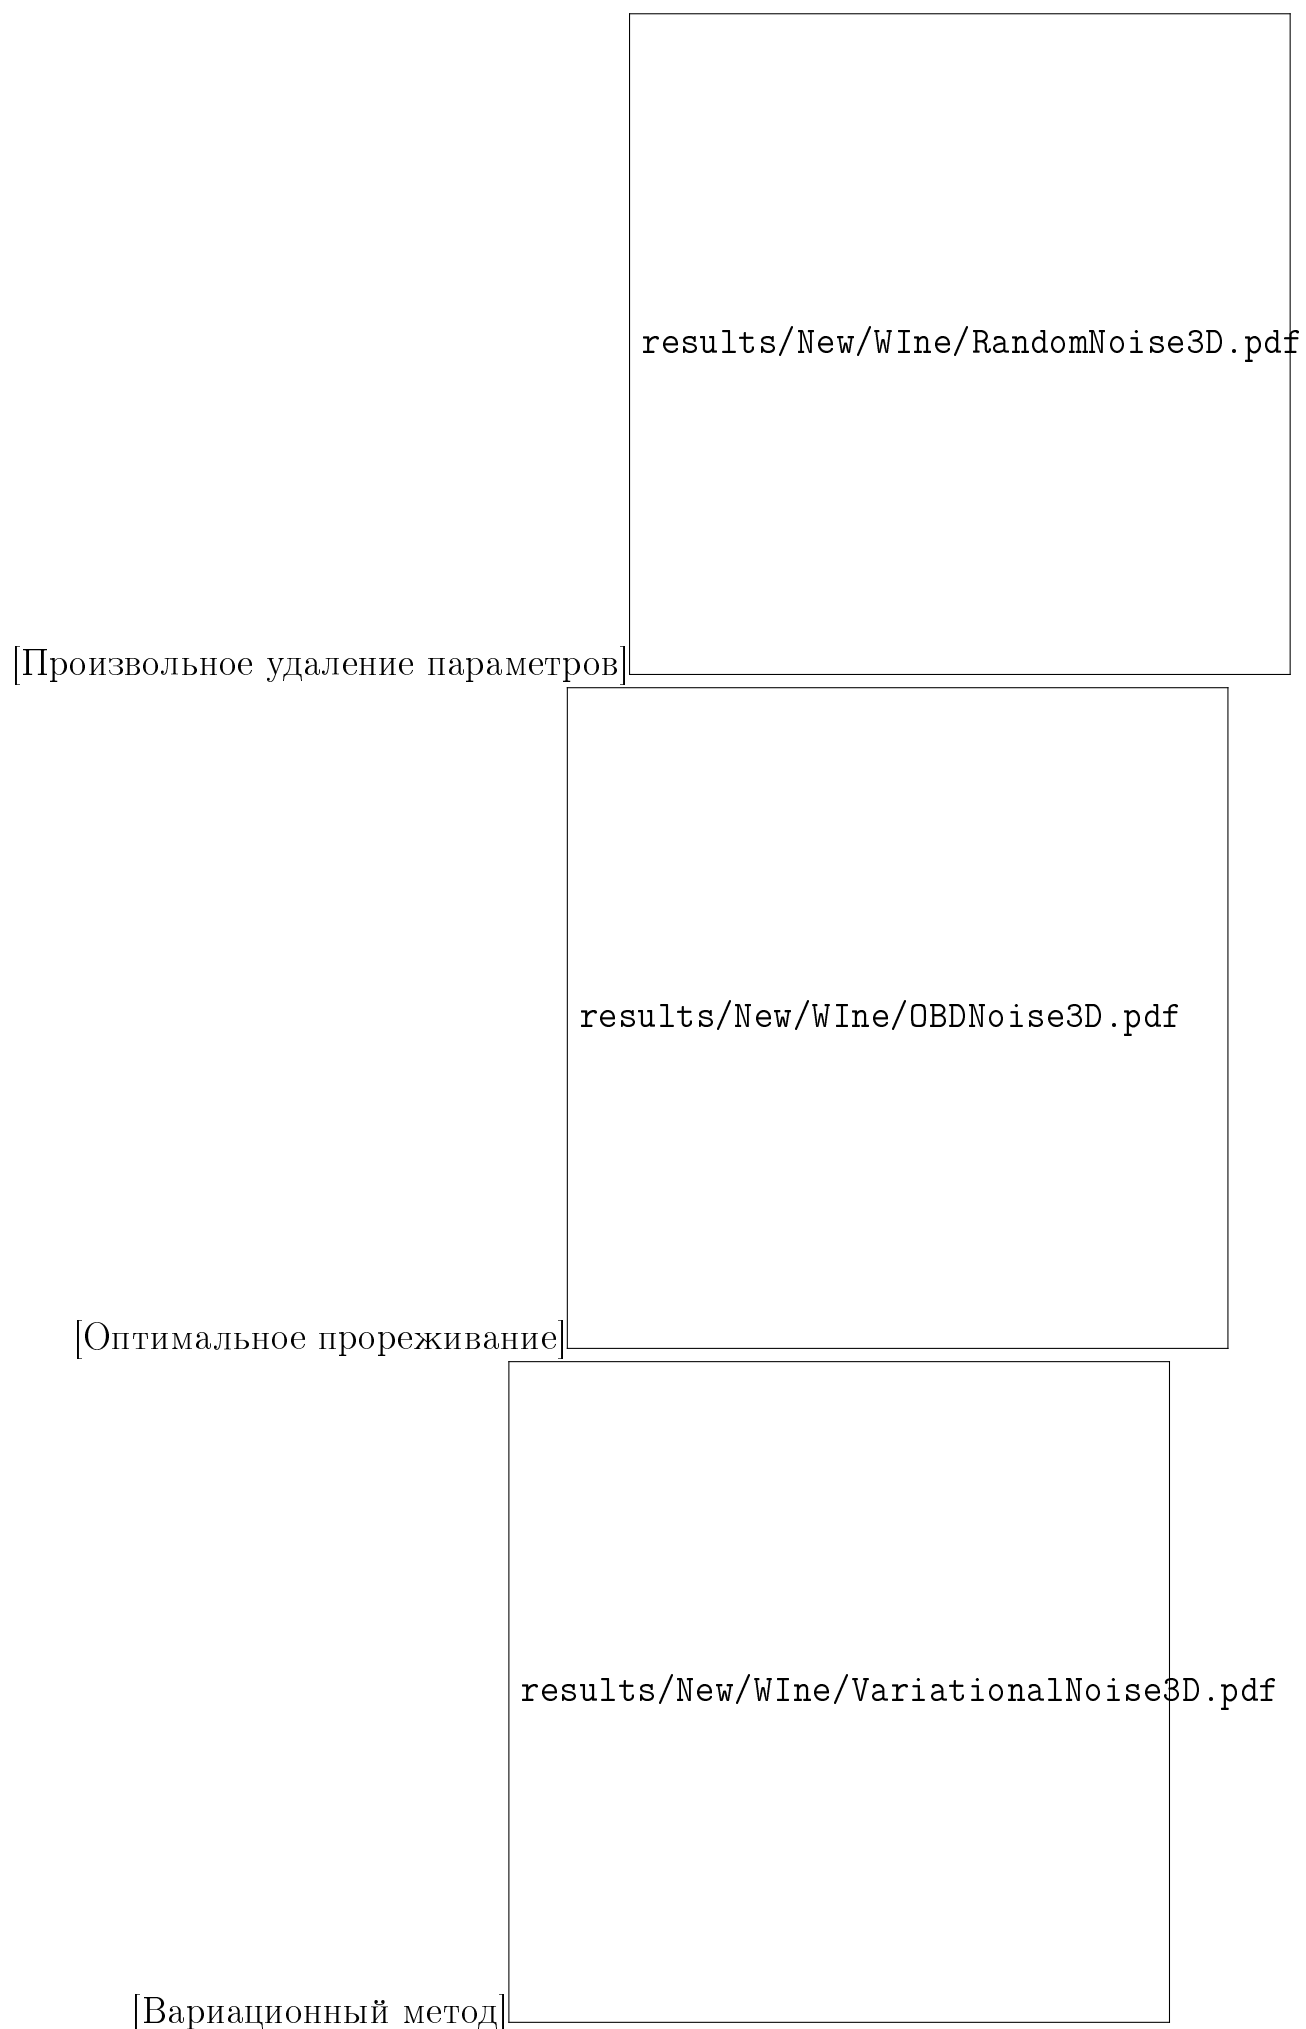 results/New/WIne/RandomNoise3D.pdf
[Произвольное удаление параметров]
results/New/WIne/OBDNoise3D.pdf
[Оптимальное прореживание]
results/New/WIne/VariationalNoise3D.pdf
[Вариационный метод]